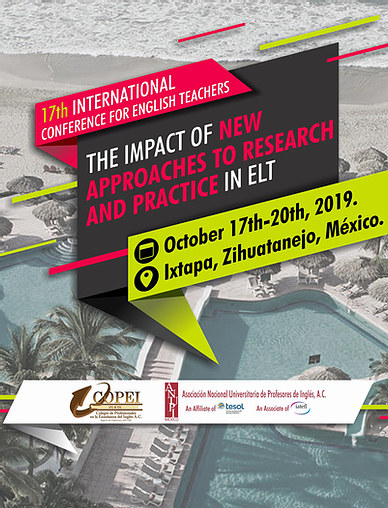 17th INTERNATIONAL
CONFERENCE FOR ENGLISH TEACHERS
THE IMPACT OF NEW
APPROACHES TO RESEARCH
AND PRACTICE IN ELT
October 17th-20th, 2019.
Ixtapa, Zihuatanejo, México.
COPEI
Colegio de Profesionales
en la Enseñanza del Inglés A.C.
ANUPI
MÉXICO
Asociación Nacional Universitaria de Profesores de Inglés, A.C.
An Affiliate of tesol
An Associate of iatefl